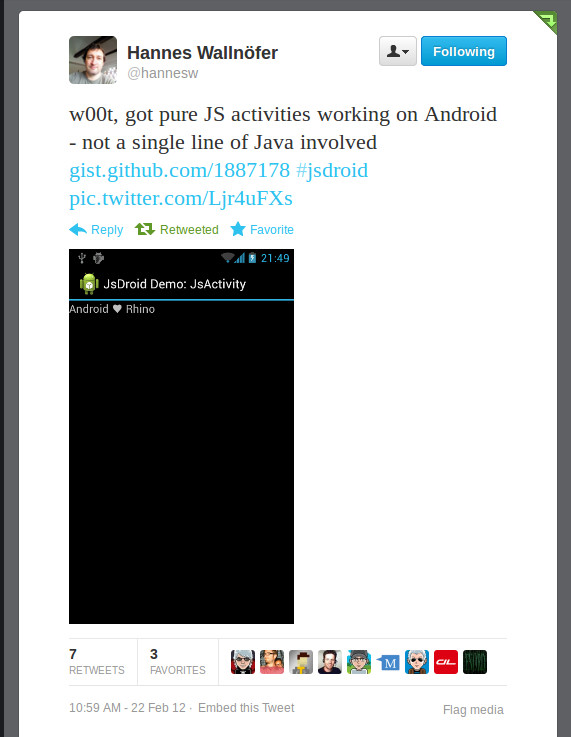 Hannes Wallnöfer
Following
@hannesw
w00t, got pure JS activities working on Android
- not a single line of Java involved
gist.github.com/1887178 #jsdroid
pic.twitter.com/Ljr4uFXs
Reply Retweeted Favorite
21:49
JsDroid Demo: JsActivity
Android ♥ Rhino
7 3
RETWEETS FAVORITES
M
10:59 AM - 22 Feb 12 · Embed this Tweet
Flag media